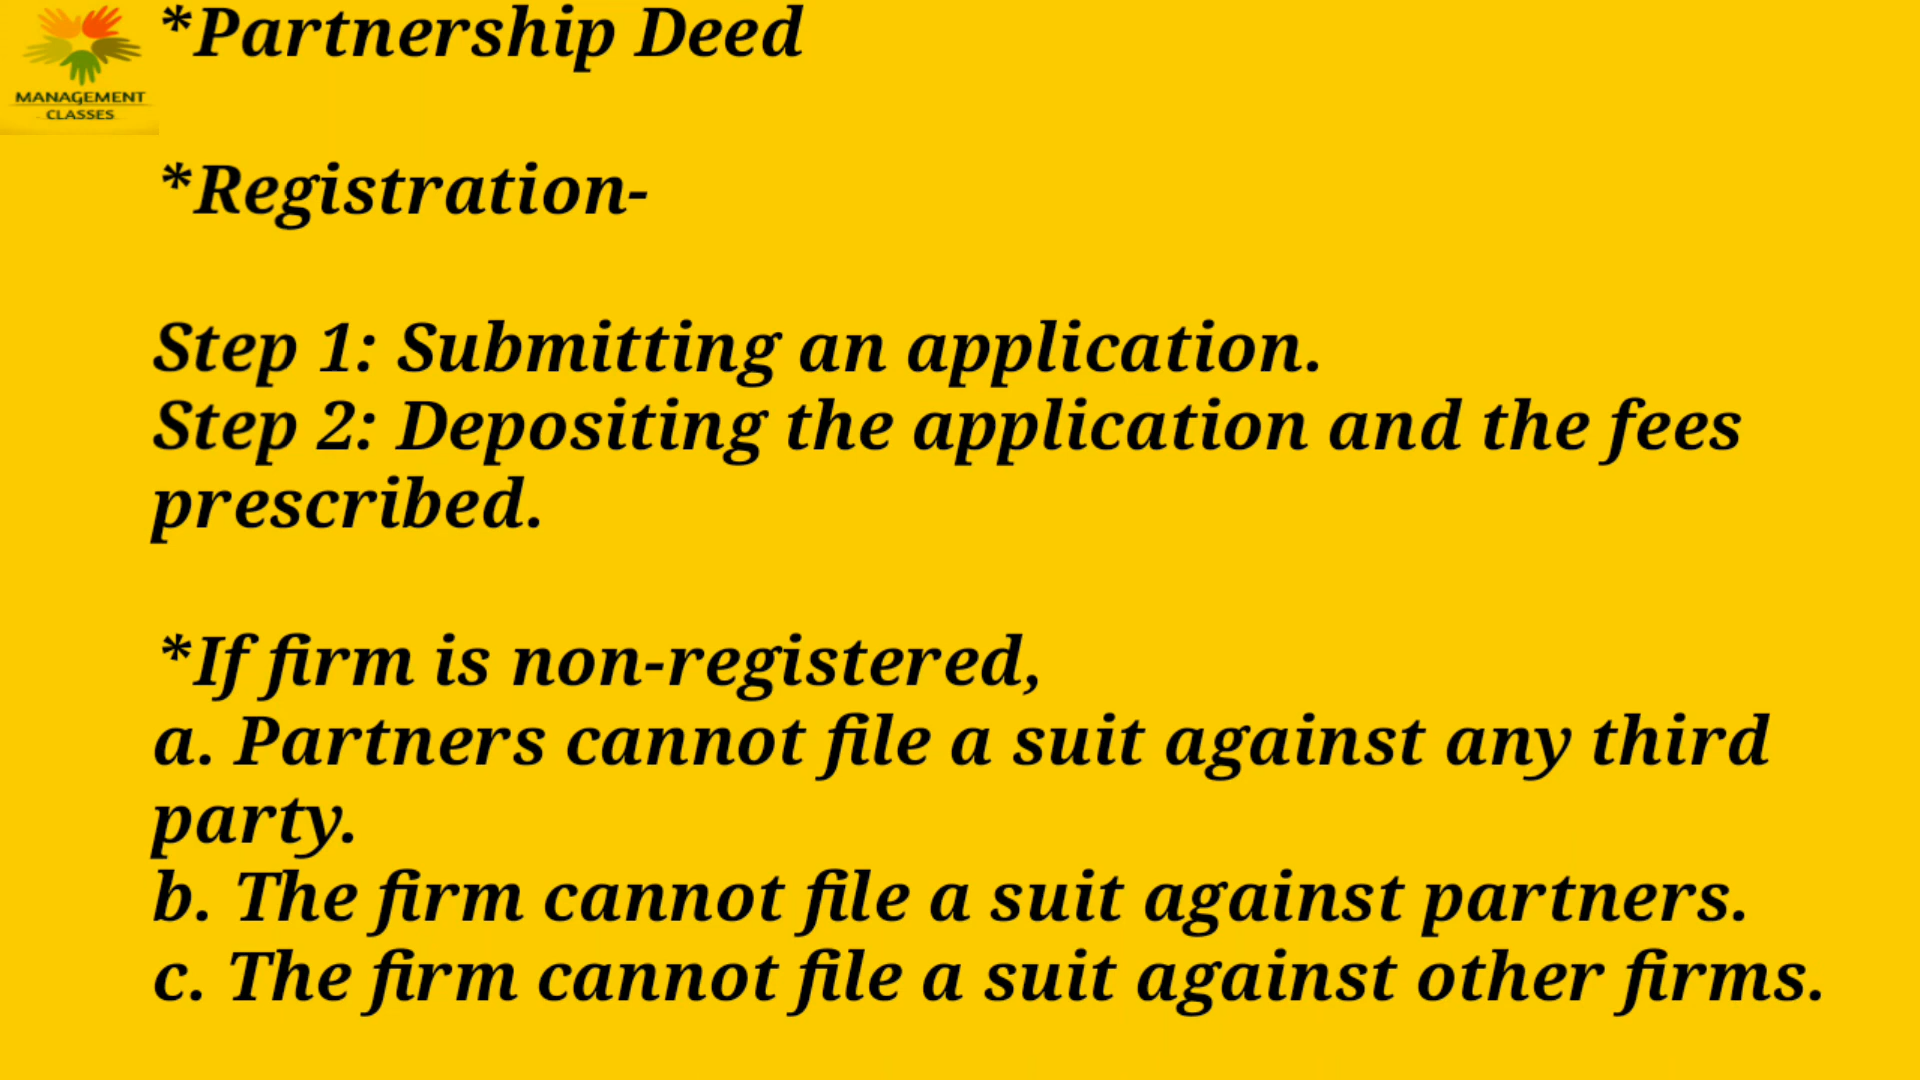 *Partnership Deed
MANAGEMENT
CLASSES
*Registration-
Step 1: Submitting an application.
Step 2: Depositing the application and the fees
prescribed.
*If firm is non-registered,
a. Partners cannot file a suit against any third
party.
b. The firm cannot file a suit against partners.
c. The firm cannot file a suit against other firms.